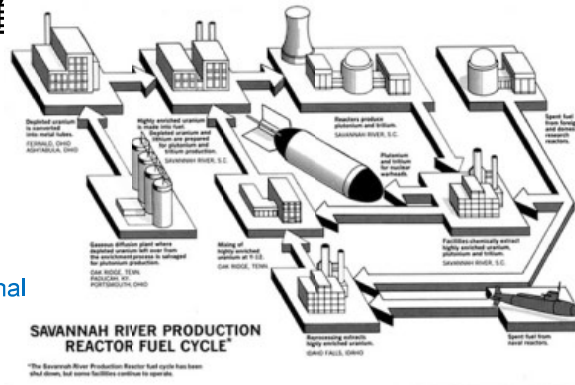 Depleted uranium
is converted
into metal tubes.
FERNALD, OHIO
ASHTABULA, OHIO
Highly enriched uranium
is made into fuel.
Depleted uranium and
lithium are prepared
for plutonium and
tritium production.
SAVANNAH RIVER, S.C.
Reactors produce
plutonium and tritium.
SAVANNAH RIVER, S.C.
Spent fuel
from foreig
and domes
research
reactors.
Plutonium
and tritium
for nuclear
warheads.
Gaseous diffusion plant where
depleted uranium left over from
the enrichment process is salvaged
for plutonium production.
OAK RIDGE, TENN.
PADUCAH, KY.
PORTSMOUTH, OHIO
Mixing of
highly enriched
uranium at Y-12.
OAK RIDGE, TENN.
Facilities chemically extract
highly enriched uranium,
plutonium and tritium.
SAVANNAH RIVER, S.C.
nal
Reprocessing extracts
highly enriched uranium.
IDAHO FALLS, IDAHO
Spent fuel from
naval reactors.
SAVANNAH RIVER PRODUCTION
REACTOR FUEL CYCLE*
*The Savannah River Production Reactor fuel cycle has been
shut down, but some facilities continue to operate.